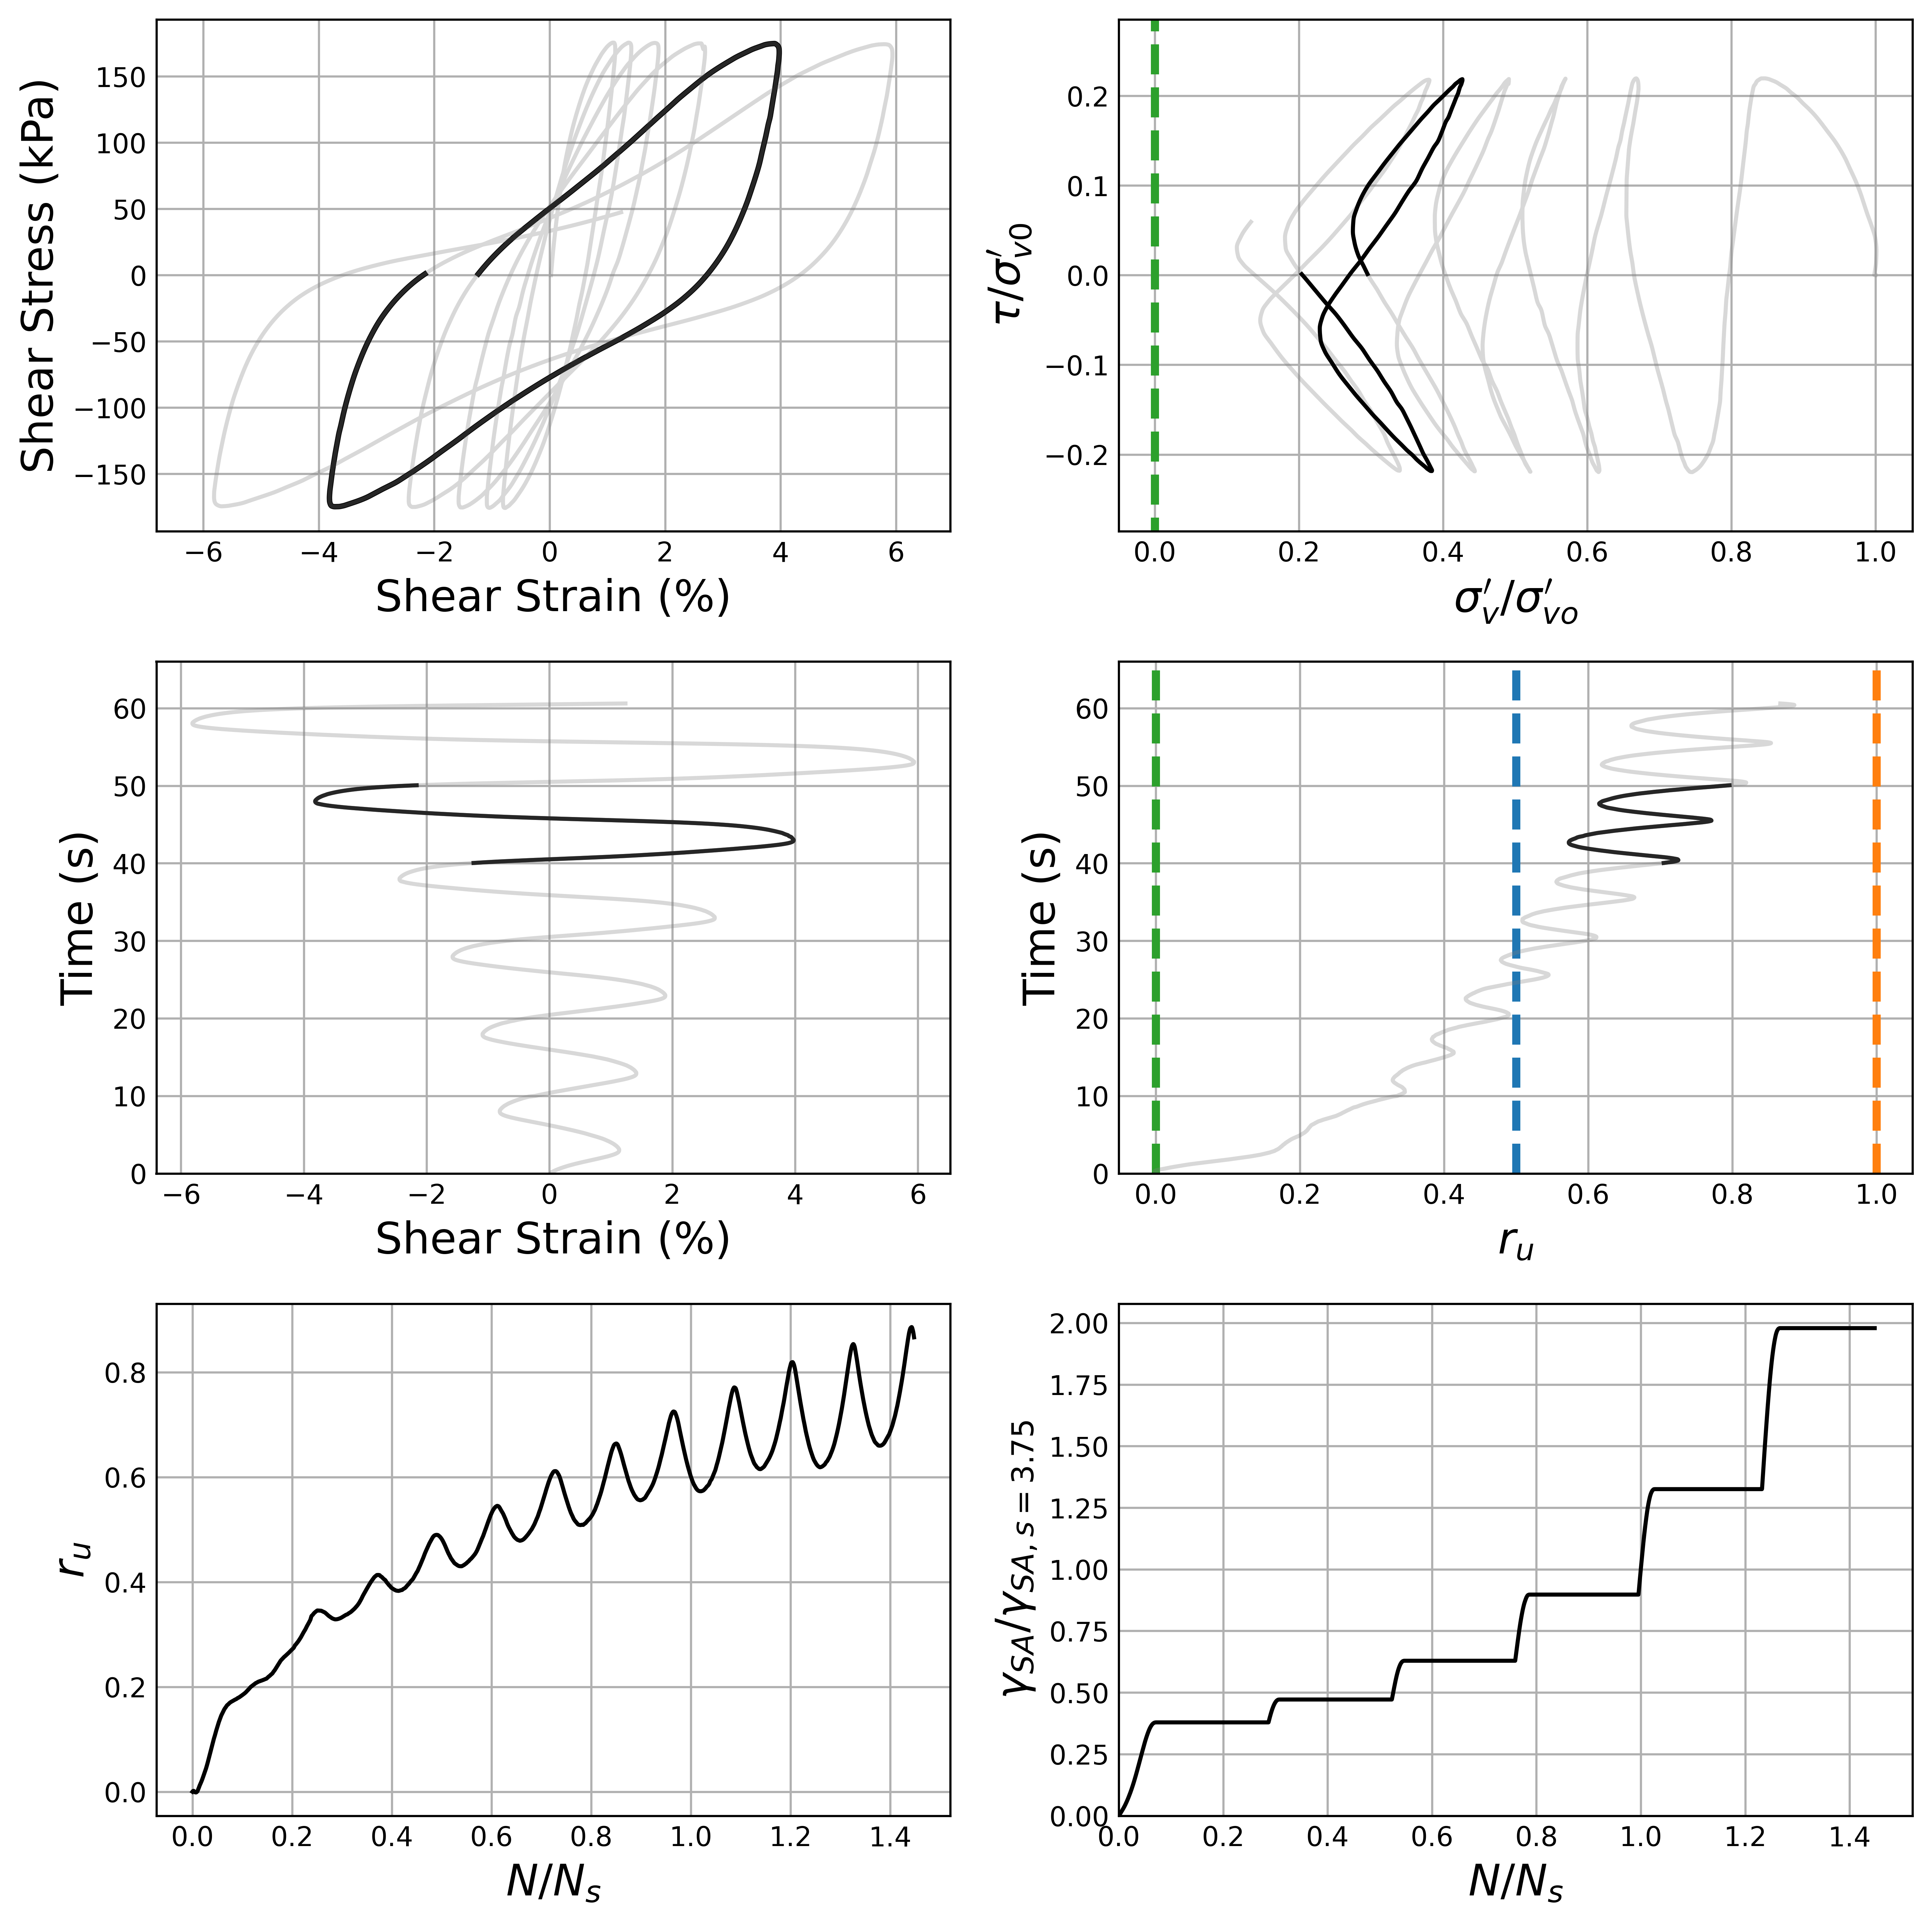 150
100
50
0
−50
−100
−150
Shear Stress (kPa)
−6 −4 −2 0 2 4 6
Shear Strain (%)
0.2
0.1
0.0
−0.1
−0.2
τ/σ′v0
0.0 0.2 0.4 0.6 0.8 1.0
σ′v/σ′vo
60
50
40
30
20
10
0
Time (s)
−6 −4 −2 0 2 4 6
Shear Strain (%)
60
50
40
30
20
10
0
Time (s)
0.0 0.2 0.4 0.6 0.8 1.0
ru
0.8
0.6
0.4
0.2
0.0
ru
0.0 0.2 0.4 0.6 0.8 1.0 1.2 1.4
N/Ns
2.00
1.75
1.50
1.25
1.00
0.75
0.50
0.25
0.00
γSA/γSA, s = 3.75
0.0 0.2 0.4 0.6 0.8 1.0 1.2 1.4
N/Ns